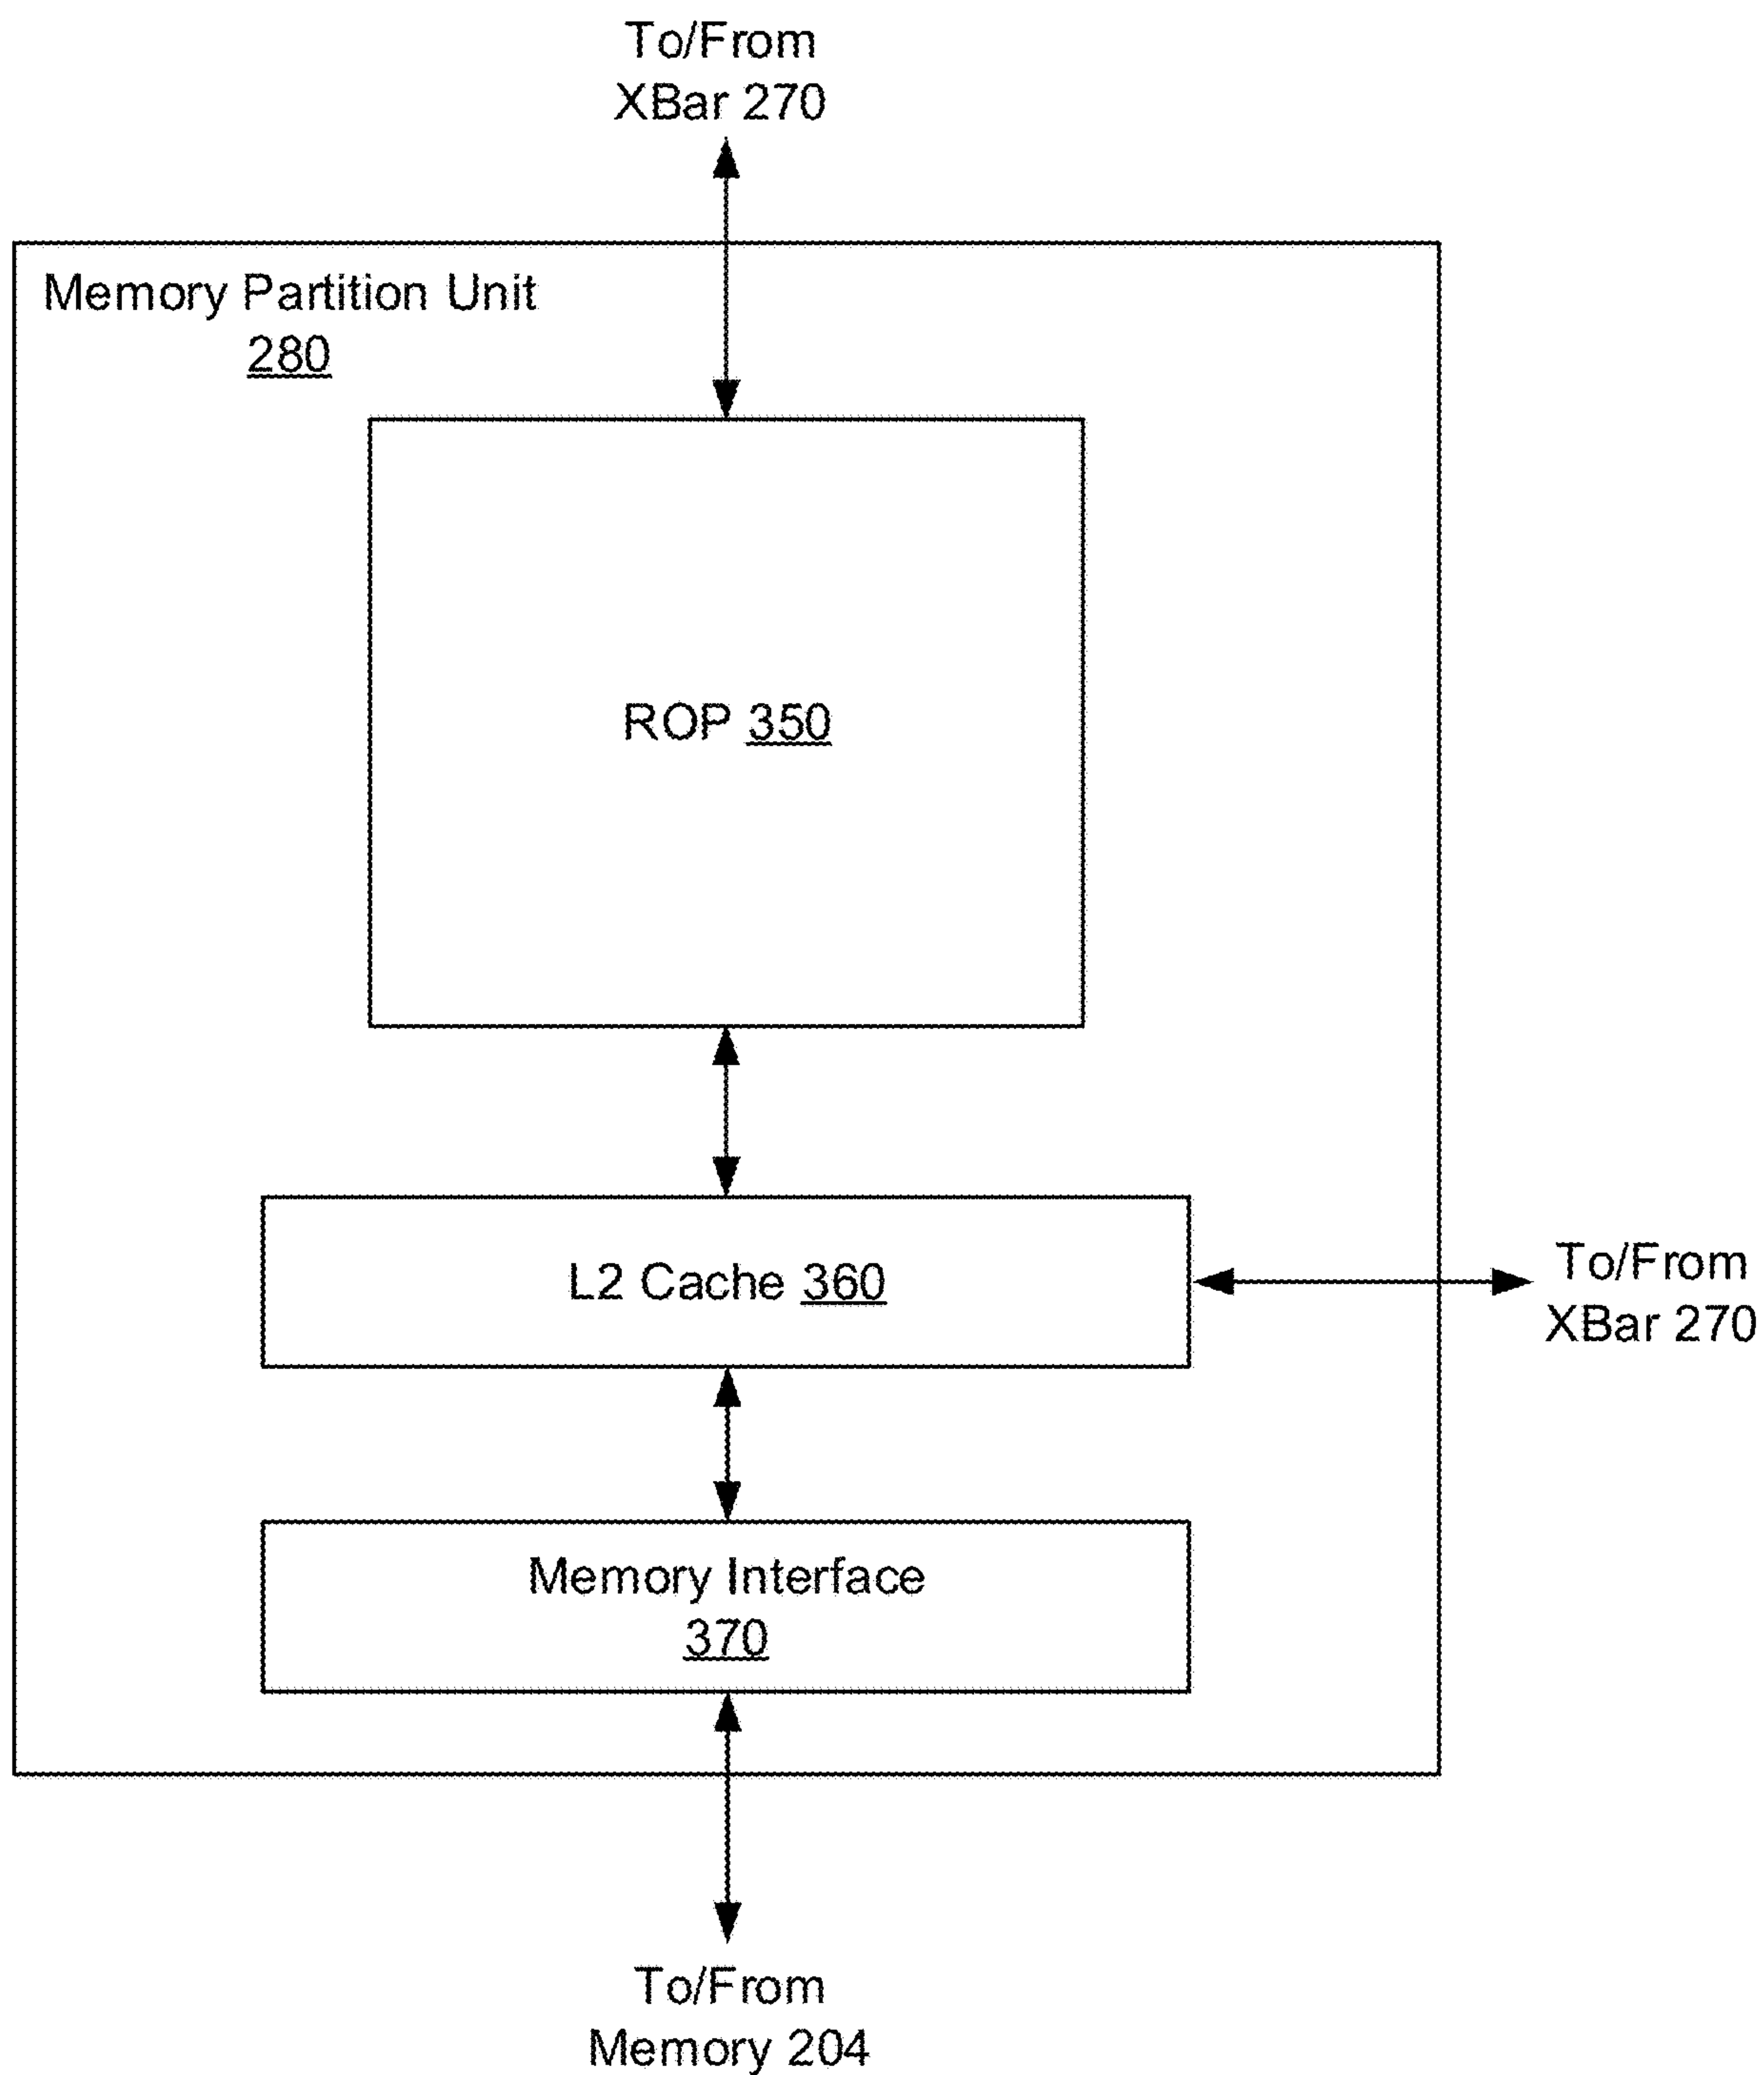 To/From
XBar 270
Memory Partition Unit
280
ROP 350
L2 Cache 360
To/From
XBar 270
Memory Interface
370
To/From
Memory 204